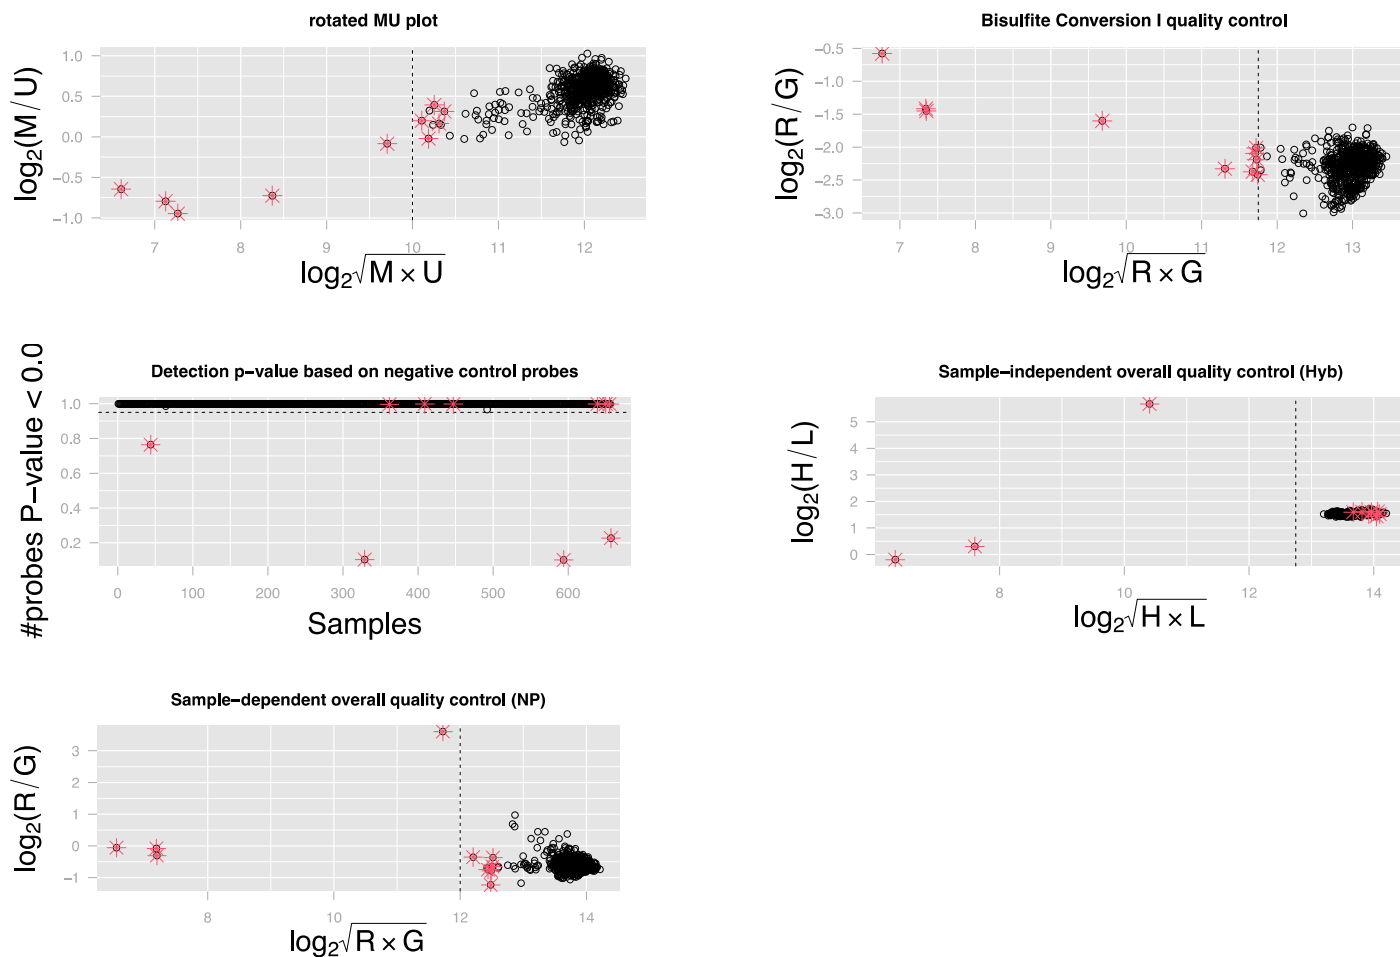 rotated MU plot
log2(M / U)
1.0
0.5
0.0
−0.5
−1.0
7 8 9 10 11 12
log2√M × U
Bisulfite Conversion I quality control
log2(R / G)
−0.5
−1.0
−1.5
−2.0
−2.5
−3.0
7 8 9 10 11 12 13
log2√R × G
Detection p−value based on negative control probes
#probes P−value < 0.0
1.0
0.8
0.6
0.4
0.2
0 100 200 300 400 500 600
Samples
Sample−independent overall quality control (Hyb)
log2(H / L)
5
4
3
2
1
0
8 10 12 14
log2√H × L
Sample−dependent overall quality control (NP)
log2(R / G)
3
2
1
0
−1
8 10 12 14
log2√R × G